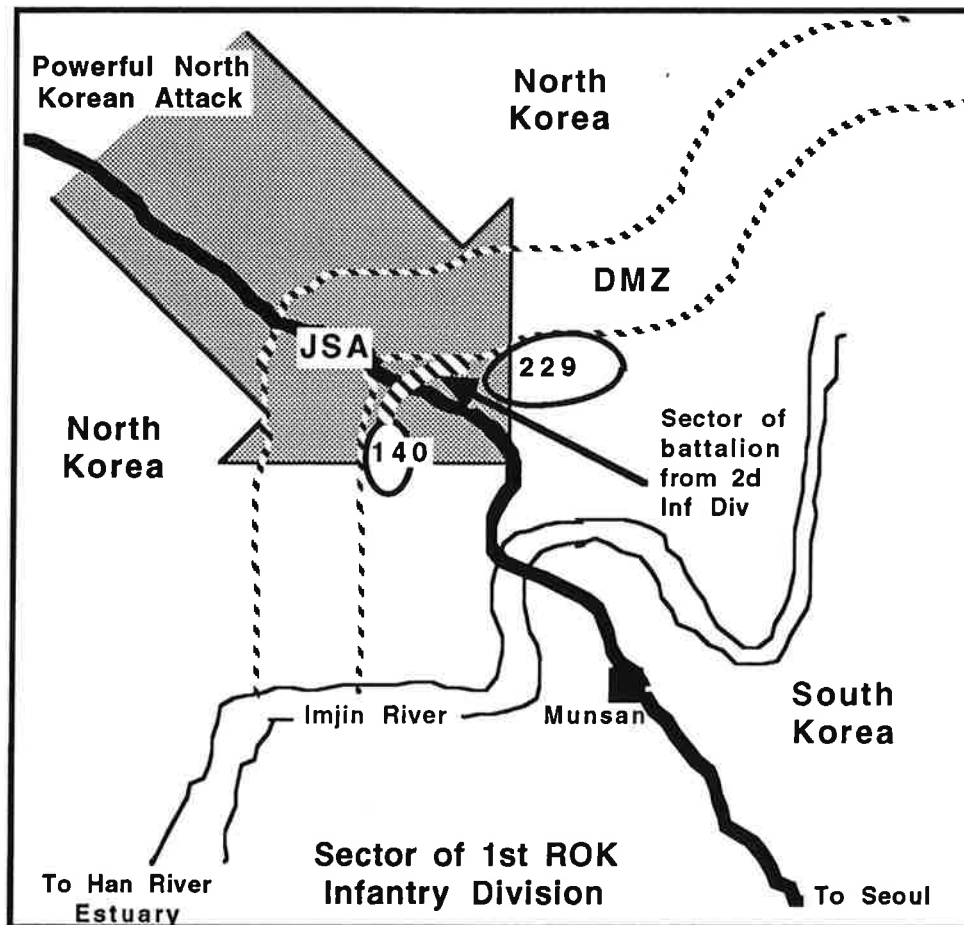 Powerful North
Korean Attack
North
Korea
DMZ
JSA
229
North
Korea
140
Sector of
battalion
from 2d
Inf Div
Imjin River
Munsan
South
Korea
Sector of 1st ROK
Infantry Division
To Han River
Estuary
To Seoul